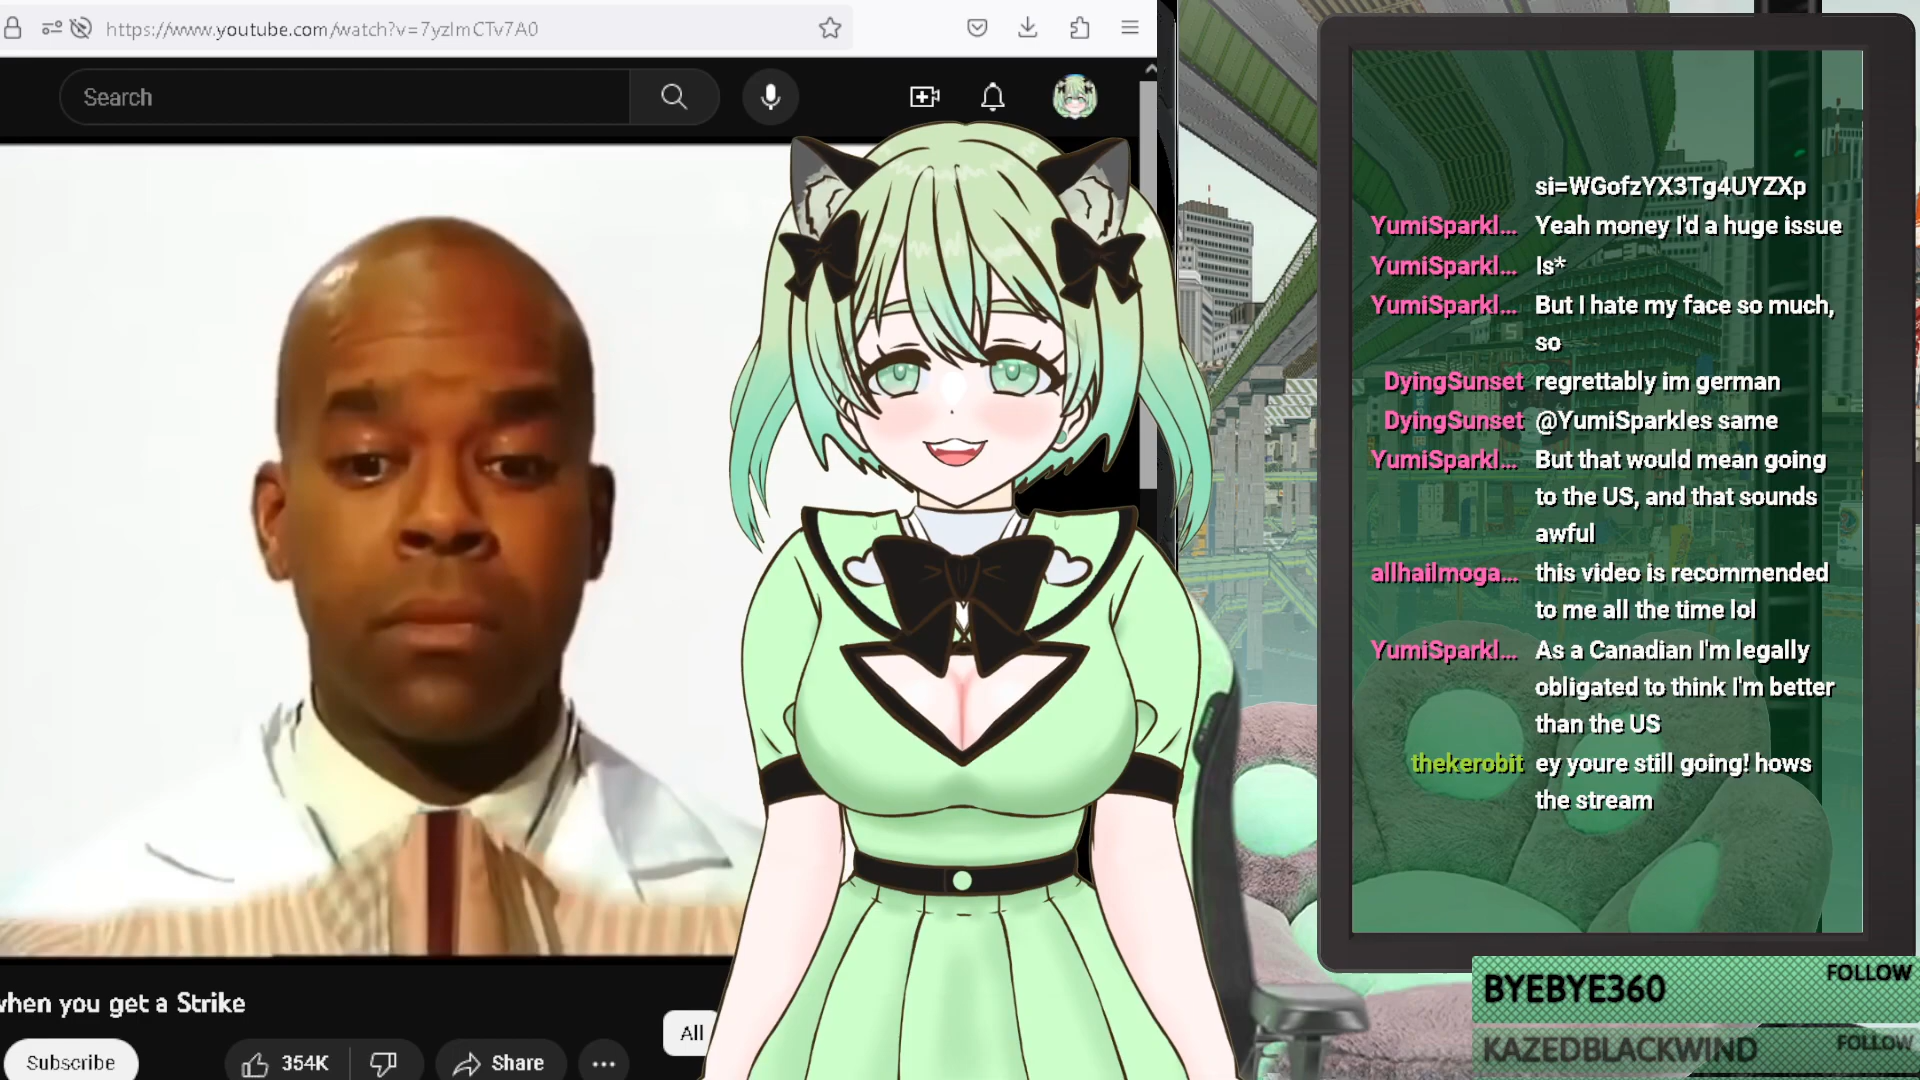 https://www.youtube.com/watch?v=7yzImCTv7A0
Search
when you get a Strike
Subscribe
354K
Share
All
si=WGofzYX3Tg4UYZXp
YumiSparkl... Yeah money I'd a huge issue
YumiSparkl... Is*
YumiSparkl... But I hate my face so much,
so
DyingSunset regrettably im german
DyingSunset @YumiSparkles same
YumiSparkl... But that would mean going
to the US, and that sounds
awful
allhailmoga... this video is recommended
to me all the time lol
YumiSparkl... As a Canadian I'm legally
obligated to think I'm better
than the US
thekerobit ey youre still going! hows
the stream
BYEBYE360 FOLLOW
KAZEDBLACKWIND FOLLOW